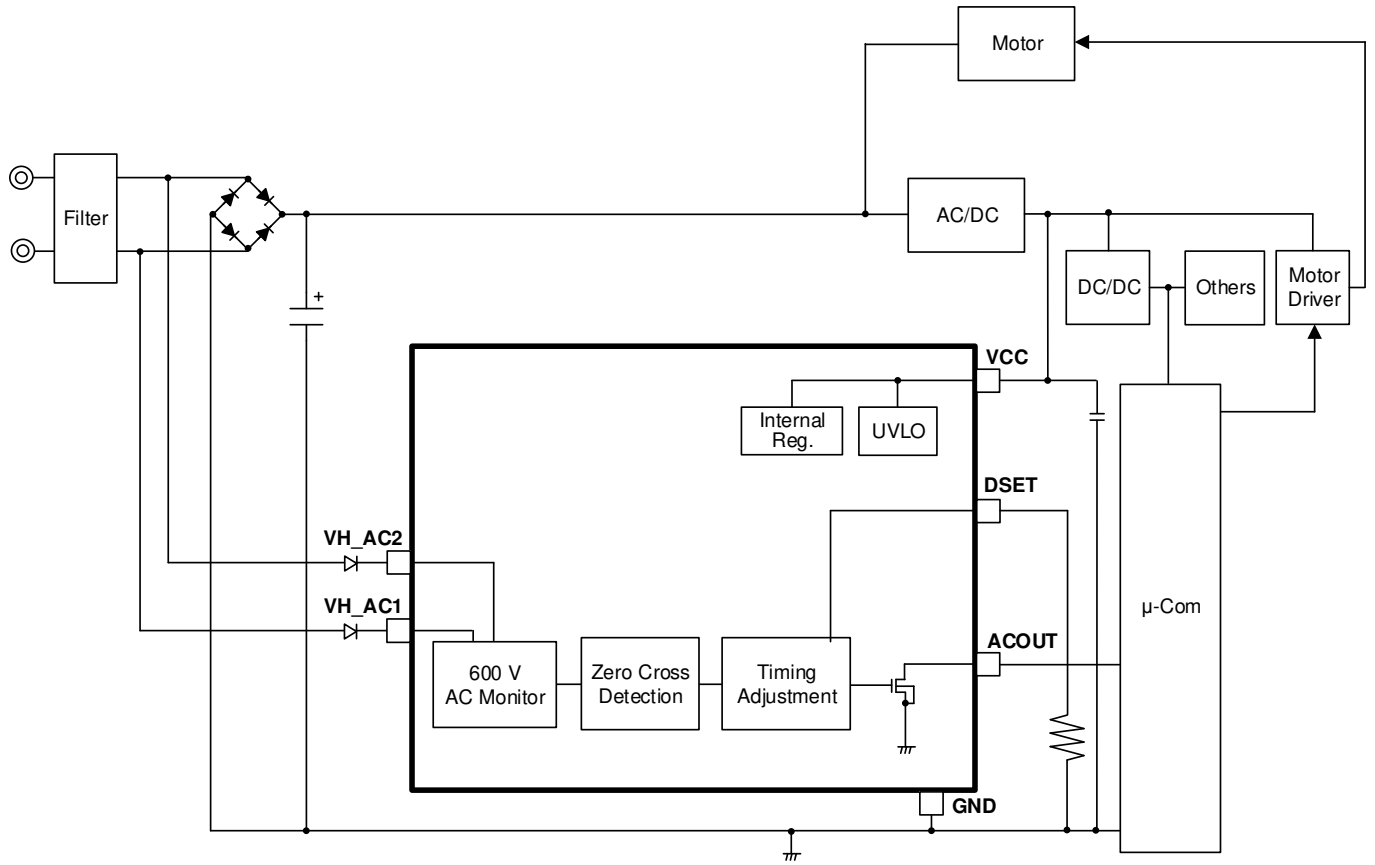 Motor
Filter
AC/DC
DC/DC
Others
Motor
Driver
+
VCC
Internal
Reg.
UVLO
DSET
VH_AC2
VH_AC1
600 V
AC Monitor
Zero Cross
Detection
Timing
Adjustment
ACOUT
µ-Com
GND